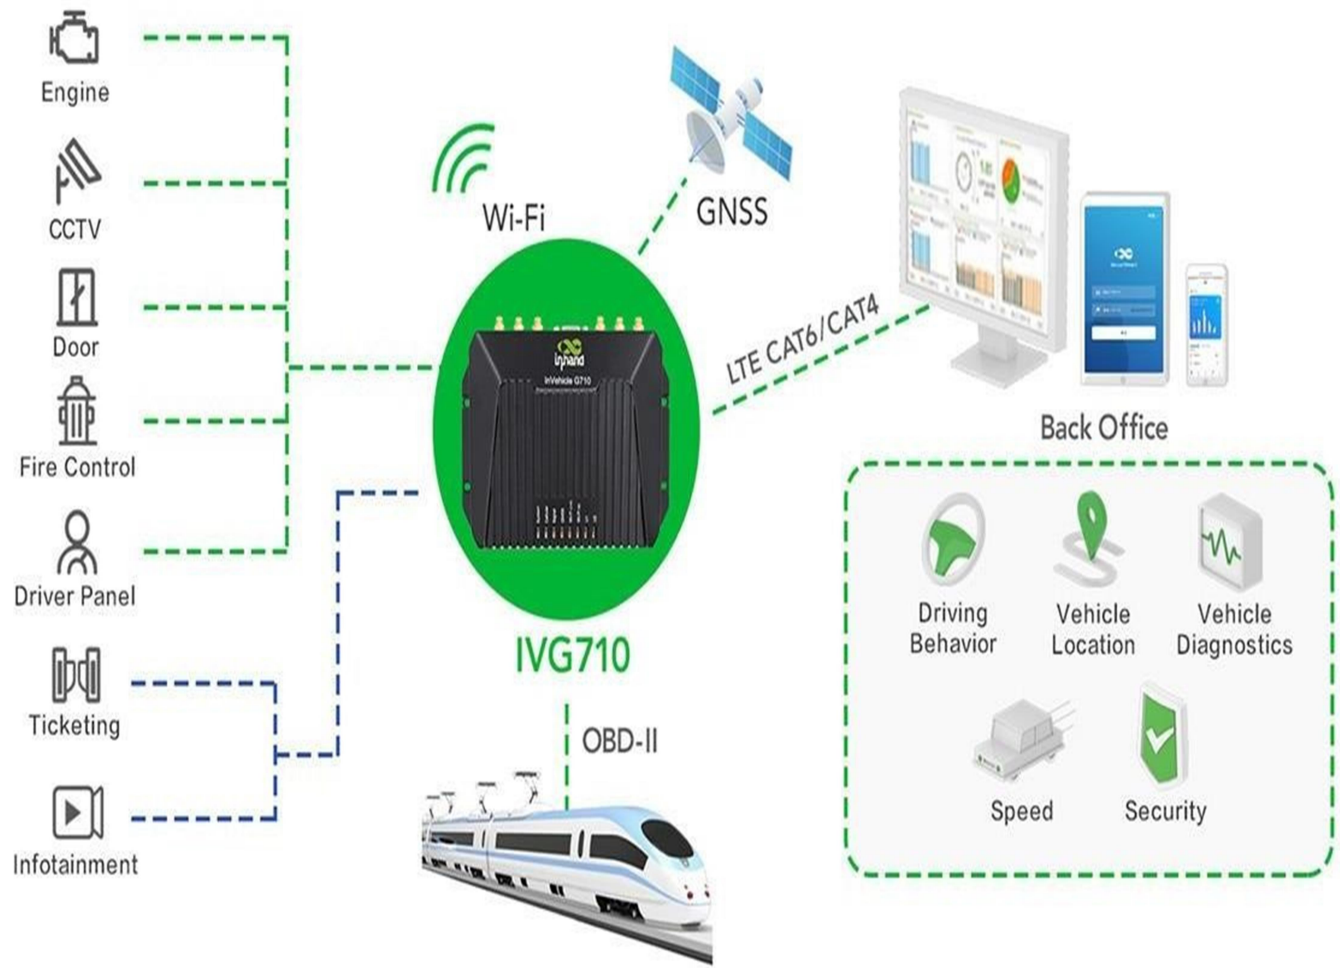 Engine
CCTV
Door
Fire Control
Driver Panel
Ticketing
Infotainment
Wi-Fi
GNSS
inhand
InVehicle G710
IVG710
OBD-II
LTE CAT6/CAT4
Back Office
Driving
Behavior
Vehicle
Location
Vehicle
Diagnostics
Speed
Security